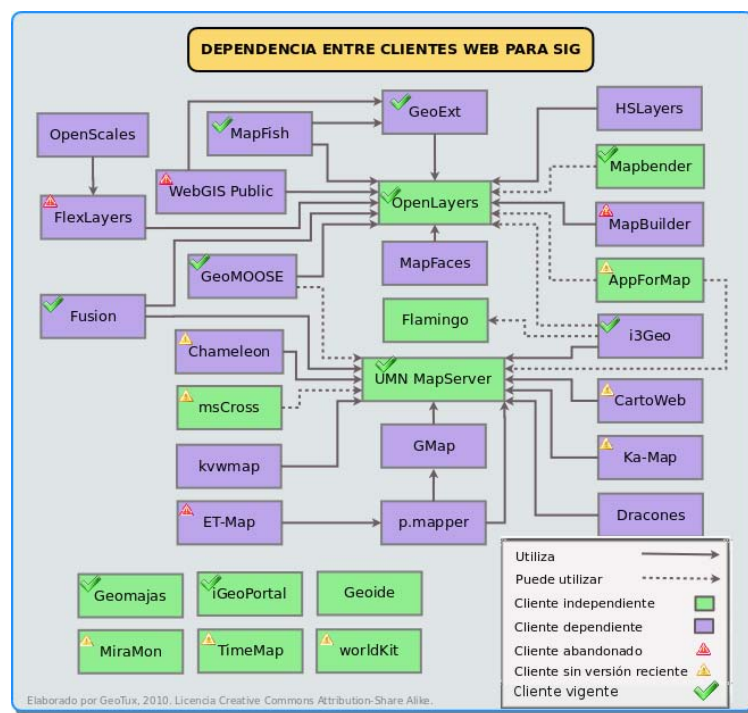 DEPENDENCIA ENTRE CLIENTES WEB PARA SIG
GeoExt
HSLayers
OpenScales
MapFish
Mapbender
WebGIS Public
OpenLayers
FlexLayers
MapBuilder
GeoMOOSE
MapFaces
AppForMap
Fusion
Flamingo
i3Geo
Chameleon
UMN MapServer
msCross
CartoWeb
GMap
kvwmap
Ka-Map
ET-Map
p.mapper
Dracones
Geomajas
iGeoPortal
Geoide
MiraMon
TimeMap
worldKit
Utiliza
Puede utilizar
Cliente independiente
Cliente dependiente
Cliente abandonado
Cliente sin versión reciente
Cliente vigente
Elaborado por GeoTux, 2010. Licencia Creative Commons Attribution-Share Alike.